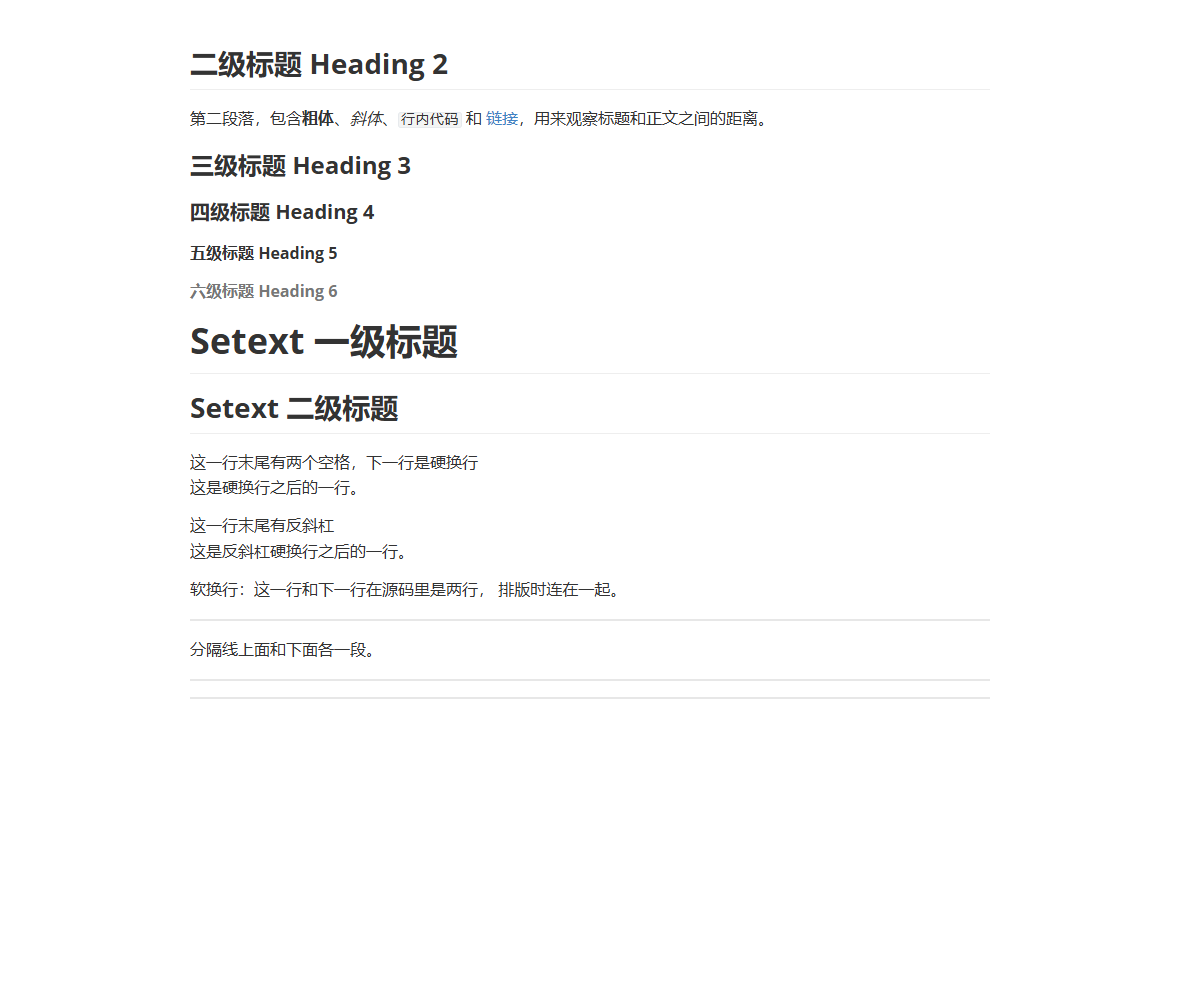 二级标题 Heading 2
第二段落，包含粗体、斜体、行内代码 和 链接，用来观察标题和正文之间的距离。
三级标题 Heading 3
四级标题 Heading 4
五级标题 Heading 5
六级标题 Heading 6
Setext 一级标题
Setext 二级标题
这一行末尾有两个空格，下一行是硬换行
这是硬换行之后的一行。
这一行末尾有反斜杠
这是反斜杠硬换行之后的一行。
软换行：这一行和下一行在源码里是两行， 排版时连在一起。
分隔线上面和下面各一段。